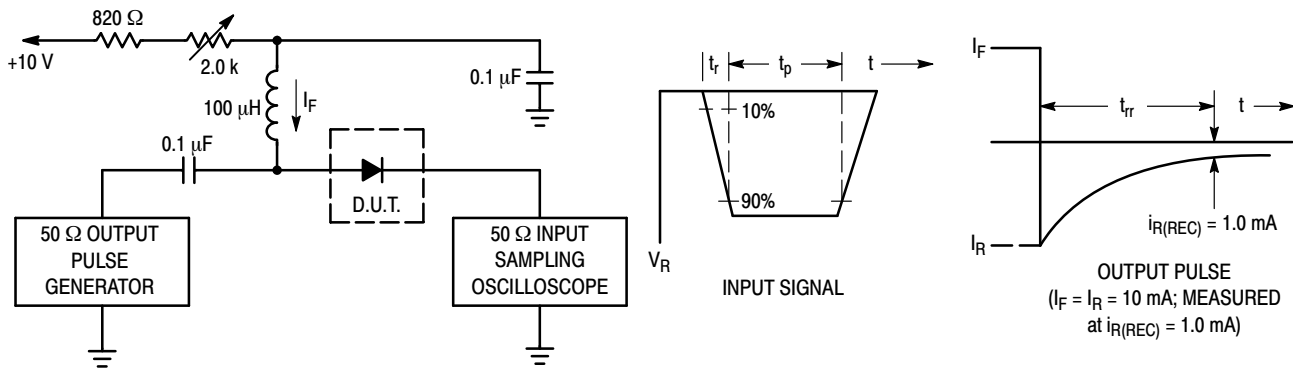 820 Ω
+10 V
2.0 k
100 μH
I_F
0.1 μF
0.1 μF
D.U.T.
50 Ω OUTPUT
PULSE
GENERATOR
50 Ω INPUT
SAMPLING
OSCILLOSCOPE
t_r
t_p
t
10%
90%
V_R
INPUT SIGNAL
I_F
t_rr
t
I_R
i_R(REC) = 1.0 mA
OUTPUT PULSE
(I_F = I_R = 10 mA; MEASURED
at i_R(REC) = 1.0 mA)